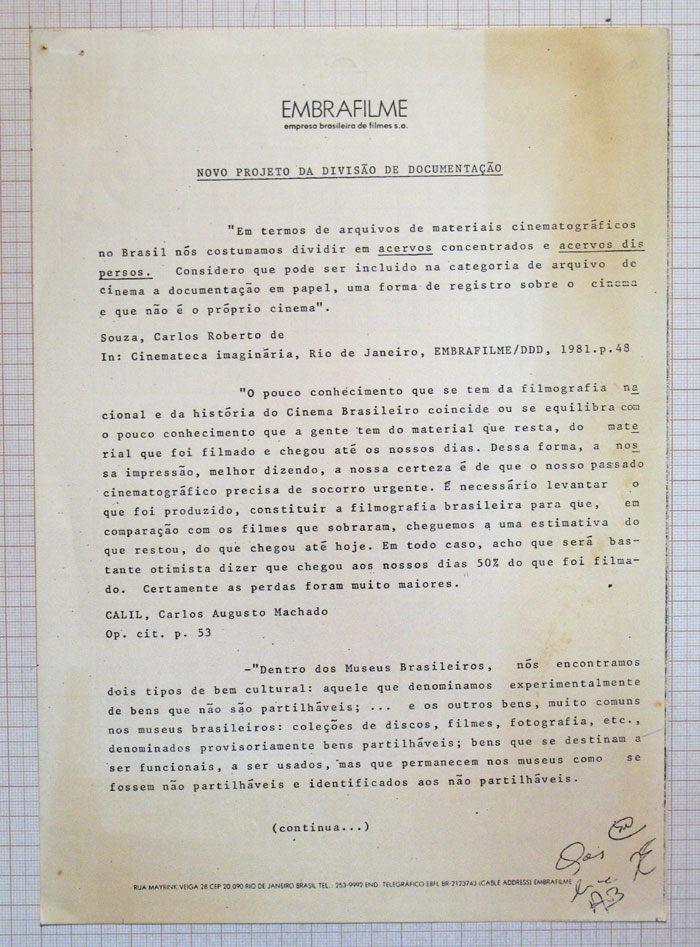 EMBRAFILME
empresa brasileira de filmes s.a.
NOVO PROJETO DA DIVISÃO DE DOCUMENTAÇÃO
"Em termos de arquivos de materiais cinematográficos
no Brasil nós costumamos dividir em acervos concentrados e acervos dis
persos. Considero que pode ser incluido na categoria de arquivo de
cinema a documentação em papel, uma forma de registro sobre o cinema
e que não é o próprio cinema".
Souza, Carlos Roberto de
In: Cinemateca imaginária, Rio de Janeiro, EMBRAFILME/DDD, 1981.p.48
"O pouco conhecimento que se tem da filmografia na
cional e da história do Cinema Brasileiro coincide ou se equilibra com
o pouco conhecimento que a gente tem do material que resta, do mate
rial que foi filmado e chegou até os nossos dias. Dessa forma, a nos
sa impressão, melhor dizendo, a nossa certeza é de que o nosso passado
cinematográfico precisa de socorro urgente. É necessário levantar o
que foi produzido, constituir a filmografia brasileira para que, em
comparação com os filmes que sobraram, cheguemos a uma estimativa do
que restou, do que chegou até hoje. Em todo caso, acho que será bas-
tante otimista dizer que chegou aos nossos dias 50% do que foi filma-
do. Certamente as perdas foram muito maiores.
CALIL, Carlos Augusto Machado
Op. cit. p. 53
-"Dentro dos Museus Brasileiros, nós encontramos
dois tipos de bem cultural: aquele que denominamos experimentalmente
de bens que não são partilháveis; ... e os outros bens, muito comuns
nos museus brasileiros: coleções de discos, filmes, fotografia, etc.,
denominados provisoriamente bens partilháveis; bens que se destinam a
ser funcionais, a ser usados, mas que permanecem nos museus como se
fossem não partilháveis e identificados aos não partilháveis.
(continua...)
RUA MAYRINK VEIGA 28 CEP 20.090 RIO DE JANEIRO BRASIL TEL.: 253-9992 END. TELEGRÁFICO EBFL BR-2123743 (CABLE ADDRESS) EMBRAFILME